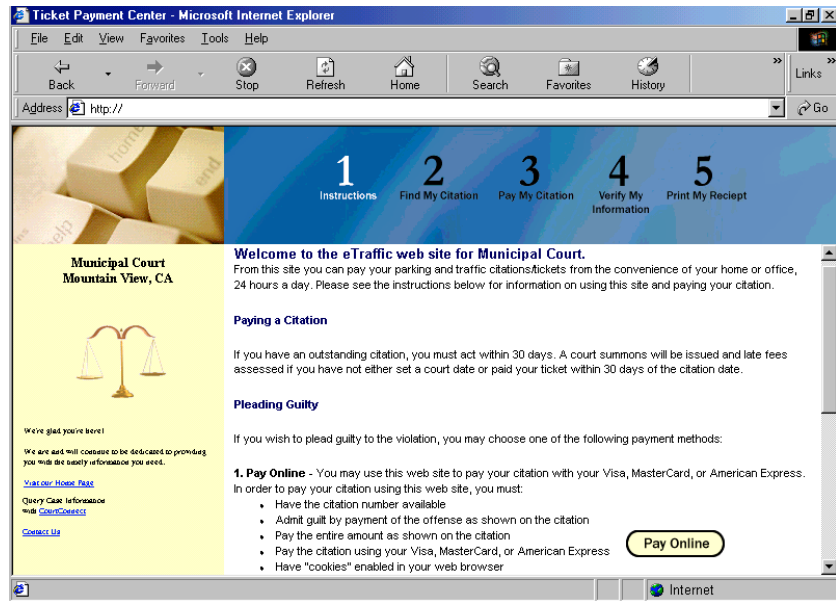 Ticket Payment Center - Microsoft Internet Explorer
File Edit View Favorites Tools Help
Back Forward Stop Refresh Home Search Favorites History » Links »
Address http:// Go
home
end
help
1 2 3 4 5
Instructions Find My Citation Pay My Citation Verify My Information Print My Reciept
Municipal Court
Mountain View, CA
We're glad you're here!
We are and will continue to be dedicated to providing
you with the timely information you need.
Visit our Home Page
Query Case Information
with CourtConnect
Contact Us
Welcome to the eTraffic web site for Municipal Court.
From this site you can pay your parking and traffic citations/tickets from the convenience of your home or office,
24 hours a day. Please see the instructions below for information on using this site and paying your citation.
Paying a Citation
If you have an outstanding citation, you must act within 30 days. A court summons will be issued and late fees
assessed if you have not either set a court date or paid your ticket within 30 days of the citation date.
Pleading Guilty
If you wish to plead guilty to the violation, you may choose one of the following payment methods:
1. Pay Online - You may use this web site to pay your citation with your Visa, MasterCard, or American Express.
In order to pay your citation using this web site, you must:
• Have the citation number available
• Admit guilt by payment of the offense as shown on the citation
• Pay the entire amount as shown on the citation
• Pay the citation using your Visa, MasterCard, or American Express
• Have "cookies" enabled in your web browser
Pay Online
Internet